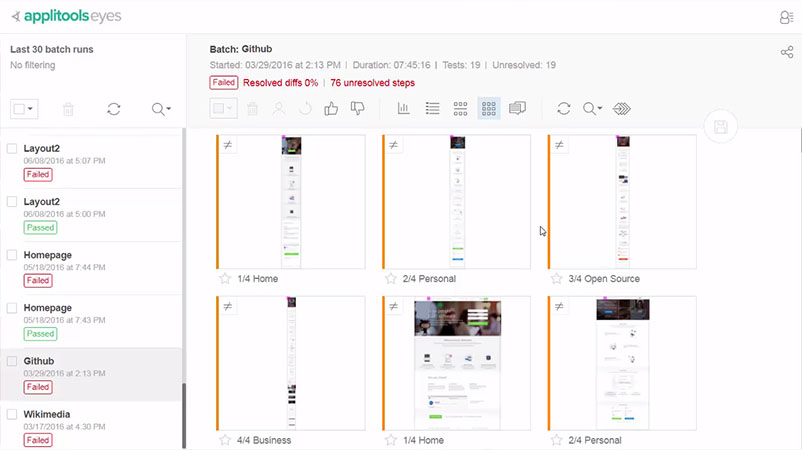 applitools eyes
Last 30 batch runs
No filtering
Layout2
06/08/2016 at 5:07 PM
Failed
Layout2
06/08/2016 at 5:00 PM
Passed
Homepage
05/18/2016 at 7:44 PM
Failed
Homepage
05/18/2016 at 7:43 PM
Passed
Github
03/29/2016 at 2:13 PM
Failed
Wikimedia
03/17/2016 at 4:30 PM
Failed
Batch: Github
Started: 03/29/2016 at 2:13 PM | Duration: 07:45:16 | Tests: 19 | Unresolved: 19
Failed Resolved diffs 0% | 76 unresolved steps
1/4 Home
2/4 Personal
3/4 Open Source
4/4 Business
1/4 Home
2/4 Personal